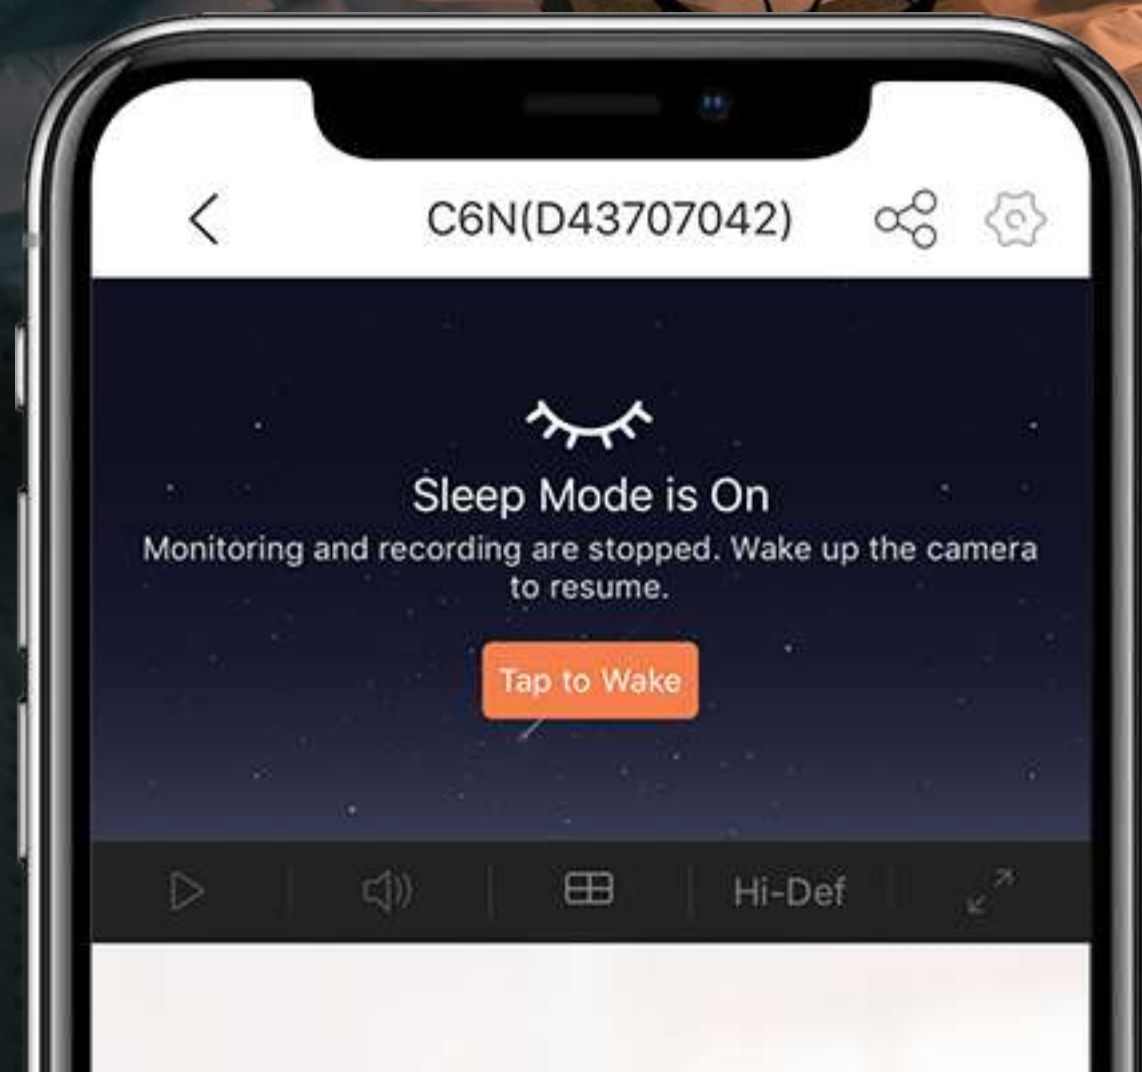 C6N(D43707042)
Sleep Mode is On
Monitoring and recording are stopped. Wake up the camera
to resume.
Tap to Wake
Hi-Def